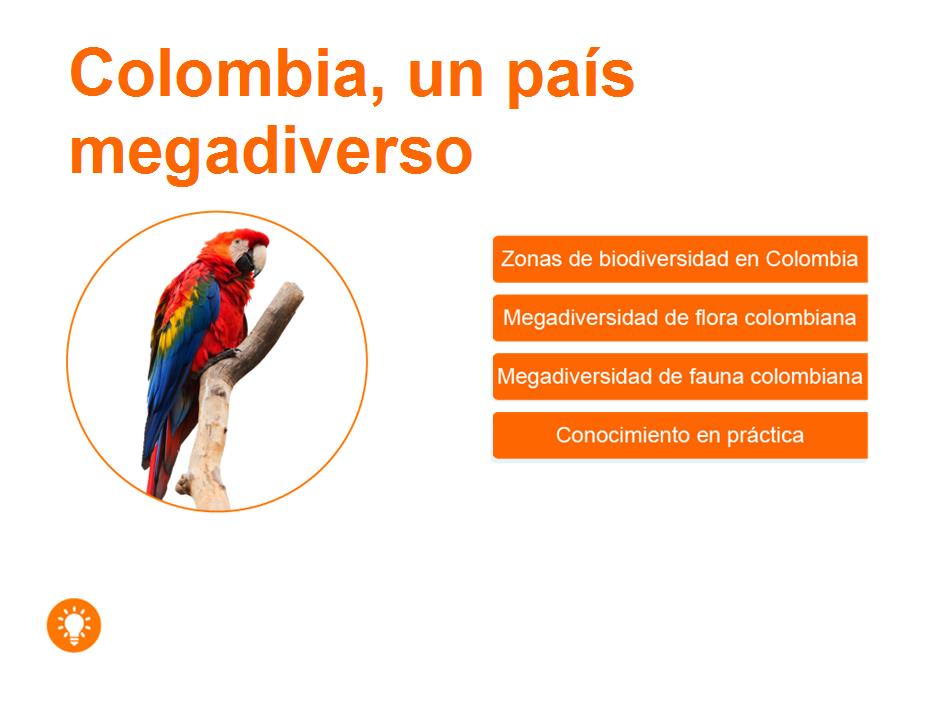 Colombia, un país
megadiverso
Zonas de biodiversidad en Colombia
Megadiversidad de flora colombiana
Megadiversidad de fauna colombiana
Conocimiento en práctica